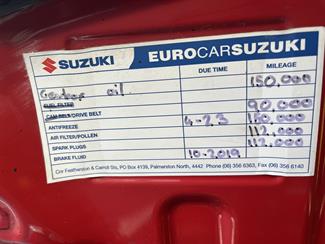 SUZUKI EUROCARSUZUKI
DUE TIME MILEAGE
Gearbox oil 150.000
FUEL FILTER 90.000
CAM BELT/DRIVE BELT 4-23 150.000
ANTIFREEZE
AIR FILTER/POLLEN 112.000
SPARK PLUGS 112.000
BRAKE FLUID 10-2019
Cnr Featherston & Carroll Sts, PO Box 4139, Palmerston North, 4442 Phone (06) 356 6363, Fax (06) 356 6140